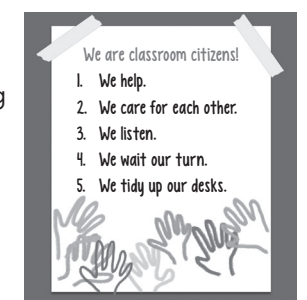 g
We are classroom citizens!
1. We help.
2. We care for each other.
3. We listen.
4. We wait our turn.
5. We tidy up our desks.